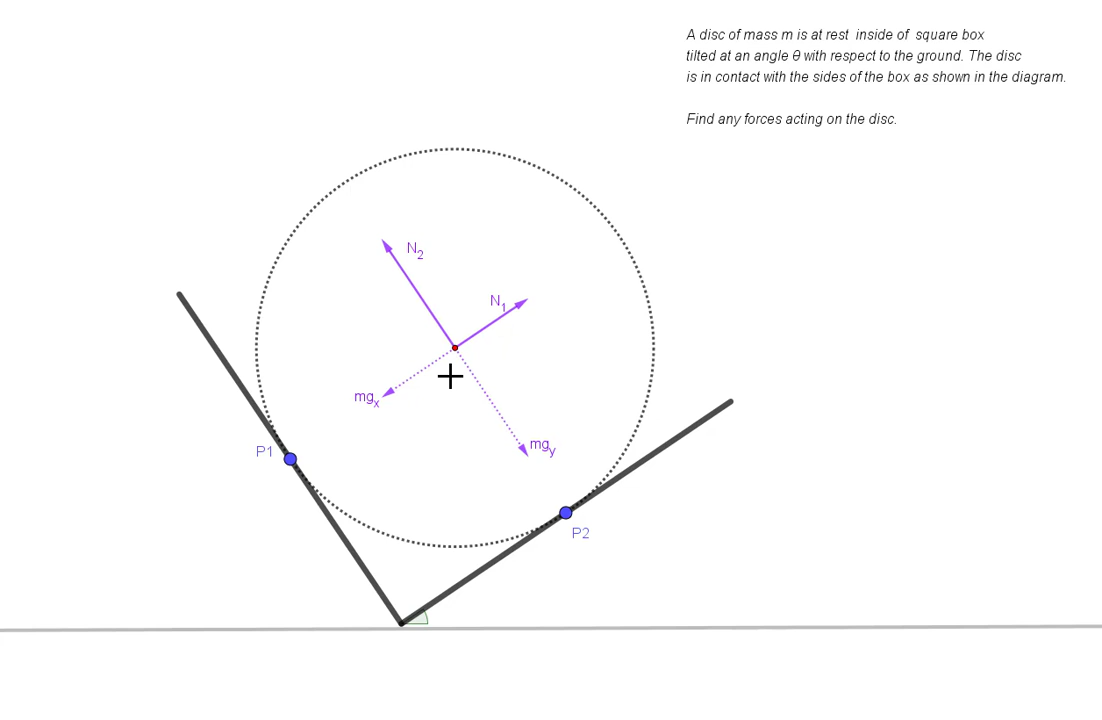 A disc of mass m is at rest inside of square box
tilted at an angle θ with respect to the ground. The disc
is in contact with the sides of the box as shown in the diagram.
Find any forces acting on the disc.
N2
N1
mgx
mgy
P1
P2